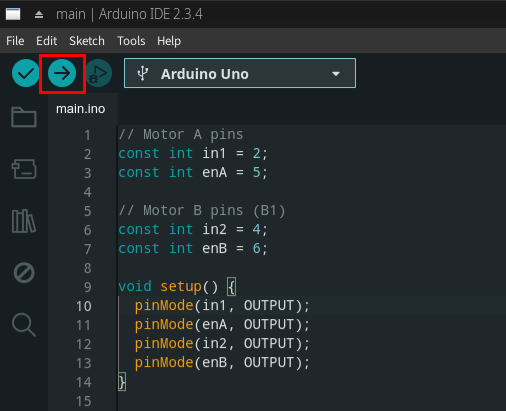 main | Arduino IDE 2.3.4
File Edit Sketch Tools Help
Arduino Uno
main.ino
1 // Motor A pins
2 const int in1 = 2;
3 const int enA = 5;
4
5 // Motor B pins (B1)
6 const int in2 = 4;
7 const int enB = 6;
8
9 void setup() {
10 pinMode(in1, OUTPUT);
11 pinMode(enA, OUTPUT);
12 pinMode(in2, OUTPUT);
13 pinMode(enB, OUTPUT);
14 }
15